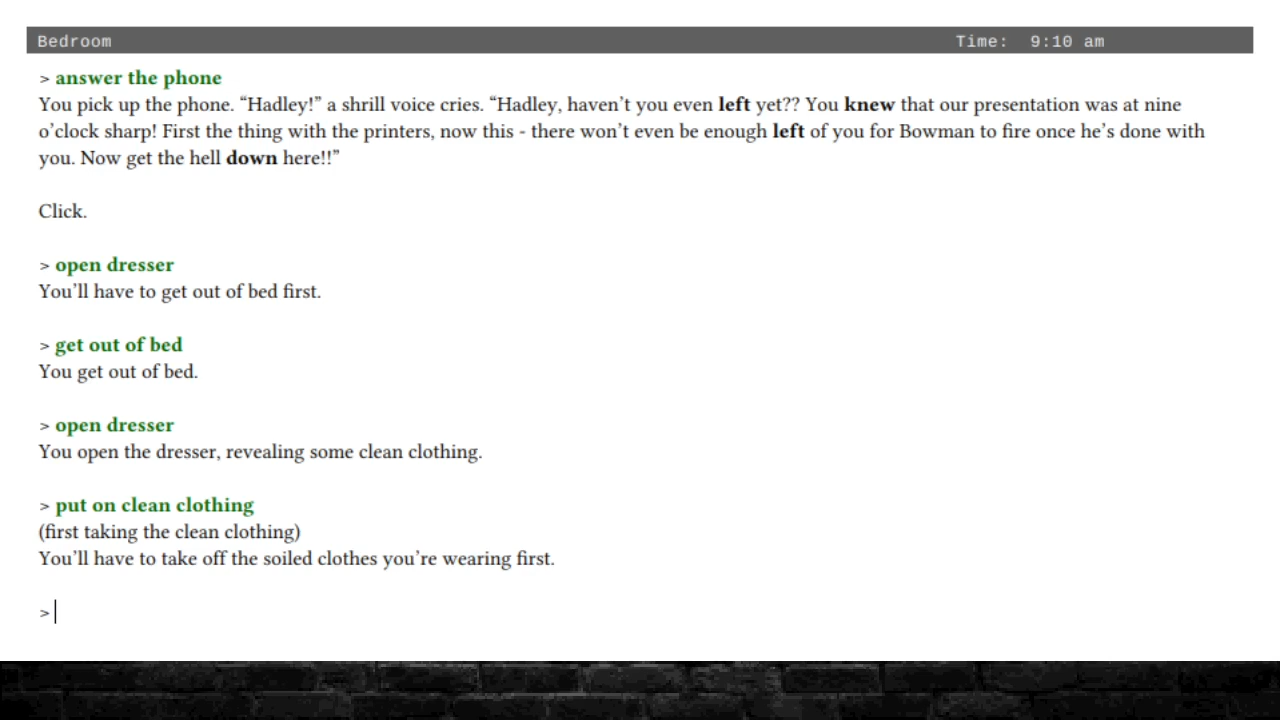 Bedroom Time: 9:10 am
> answer the phone
You pick up the phone. “Hadley!” a shrill voice cries. “Hadley, haven’t you even left yet?? You knew that our presentation was at nine
o’clock sharp! First the thing with the printers, now this - there won’t even be enough left of you for Bowman to fire once he’s done with
you. Now get the hell down here!!”
Click.
> open dresser
You’ll have to get out of bed first.
> get out of bed
You get out of bed.
> open dresser
You open the dresser, revealing some clean clothing.
> put on clean clothing
(first taking the clean clothing)
You’ll have to take off the soiled clothes you’re wearing first.
>